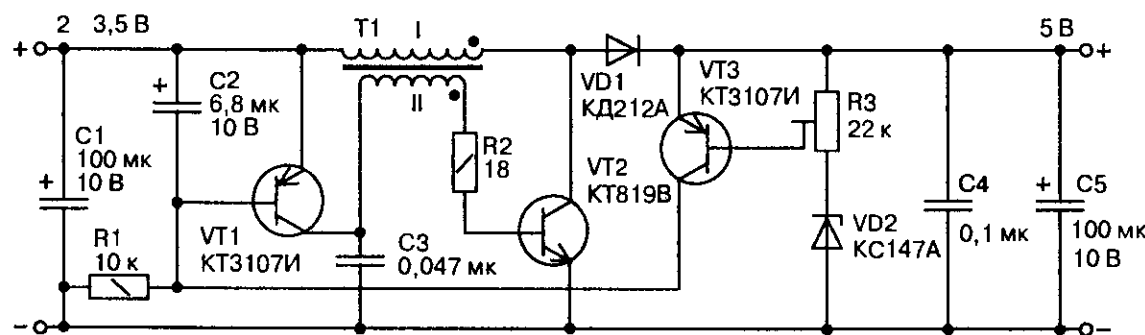 2 3,5 В
T1 I
5 В
+
+
C2
6,8 мк
10 В
+
II
VD1
КД212А
VT3
КТ3107И
R3
22 к
C1
100 мк
10 В
+
R2
18
VT2
КТ819В
C4
0,1 мк
+
C5
100 мк
10 В
R1
10 к
VT1
КТ3107И
C3
0,047 мк
VD2
КС147А
−
−